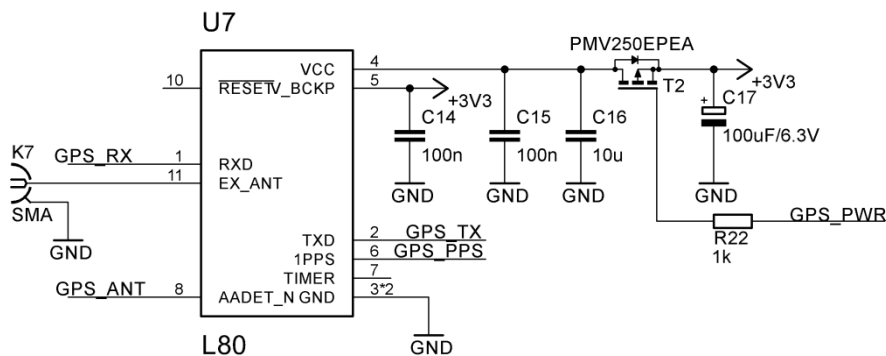 U7
PMV250EPEA
10
RESET
VCC
4
V_BCKP
5
+3V3
T2
C17
+3V3
C14
100n
C15
100n
C16
10u
+
100uF/6.3V
K7
GPS_RX
1
RXD
11
EX_ANT
GND
GND
GND
GND
SMA
GND
TXD
2
GPS_TX
R22
1k
GPS_PWR
1PPS
6
GPS_PPS
TIMER
7
GPS_ANT
8
AADET_N
GND
3*2
L80
GND